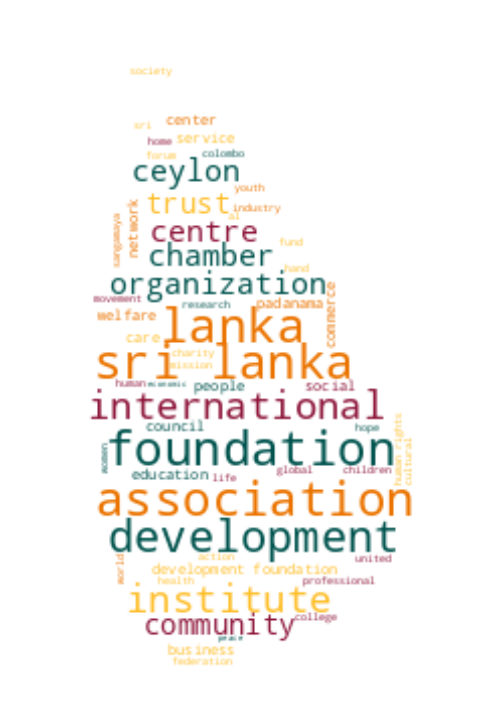 society
sri center
home service
forum colombo
ceylon
youth
trust industry
al
network
sangamaya
centre
fund
chamber
hand
organization
movement research padanama
commerce
welfare
lanka
care
charity
sri lanka
mission
human economic people social
international
council hope
foundation
women
human rights
cultural
global children
education life
association
development
action united
world
development foundation
health professional
institute
college
community
peace
business
federation